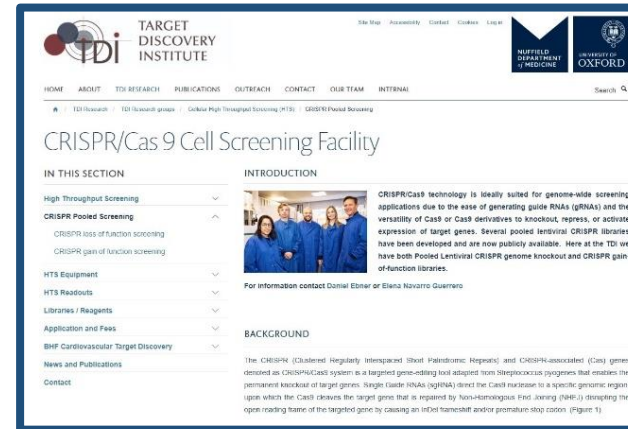 TARGET
DISCOVERY
INSTITUTE
TDi
Site Map Accessibility Contact Cookies Log in
NUFFIELD
DEPARTMENT
of MEDICINE
UNIVERSITY OF
OXFORD
HOME ABOUT TDI RESEARCH PUBLICATIONS OUTREACH CONTACT OUR TEAM INTERNAL
Search
/ TDI Research / TDI Research groups / Cellular High Throughput Screening (HTS) / CRISPR Pooled Screening
CRISPR/Cas 9 Cell Screening Facility
IN THIS SECTION
High Throughput Screening
CRISPR Pooled Screening
CRISPR loss of function screening
CRISPR gain of function screening
HTS Equipment
HTS Readouts
Libraries / Reagents
Application and Fees
BHF Cardiovascular Target Discovery
News and Publications
Contact
INTRODUCTION
CRISPR/Cas9 technology is ideally suited for genome-wide screening
applications due to the ease of generating guide RNAs (gRNAs) and the
versatility of Cas9 or Cas9 derivatives to knockout, repress, or activate
expression of target genes. Several pooled lentiviral CRISPR libraries
have been developed and are now publicly available. Here at the TDI we
have both Pooled Lentiviral CRISPR genome knockout and CRISPR gain-
of-function libraries.
For information contact Daniel Ebner or Elena Navarro Guerrero
BACKGROUND
The CRISPR (Clustered Regularly Interspaced Short Palindromic Repeats) and CRISPR-associated (Cas) genes
denoted as CRISPR/Cas9 system is a targeted gene-editing tool adapted from Streptococcus pyogenes that enables the
permanent knockout of target genes. Single Guide RNAs (sgRNA) direct the Cas9 nuclease to a specific genomic region,
upon which the Cas9 cleaves the target gene that is repaired by Non-Homologous End Joining (NHEJ) disrupting the
open reading frame of the targeted gene by causing an InDel frameshift and/or premature stop codon. (Figure 1).